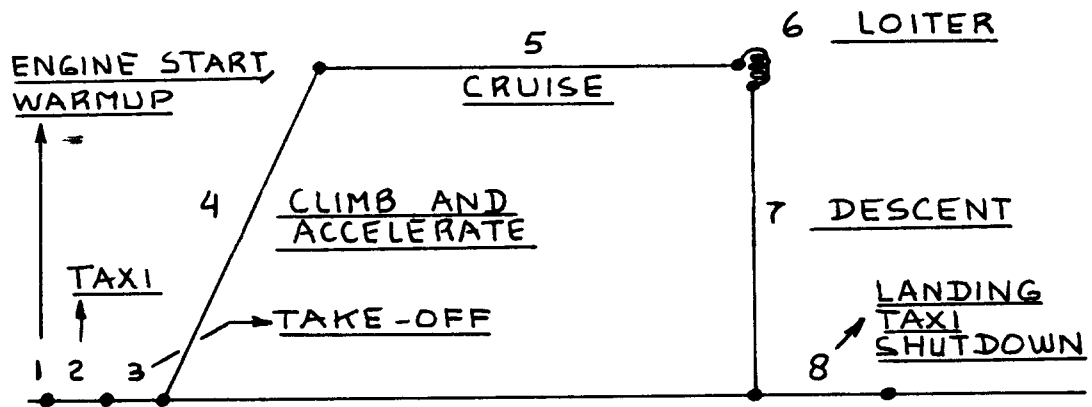 6 LOITER
5
ENGINE START
WARMUP
CRUISE
4
CLIMB AND
ACCELERATE
7 DESCENT
TAXI
TAKE-OFF
LANDING
TAXI
SHUTDOWN
1 2 3
8